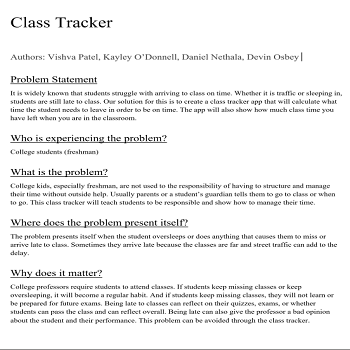 Class Tracker
Authors: Vishva Patel, Kayley O'Donnell, Daniel Nethala, Devin Osbey
Problem Statement
It is widely known that students struggle with arriving to class on time. Whether it is traffic or sleeping in,
students are still late to class. Our solution for this is to create a class tracker app that will calculate what
time the student needs to leave in order to be on time. The app will also show how much class time you
have left when you are in the classroom.
Who is experiencing the problem?
College students (freshman)
What is the problem?
College kids, especially freshman, are not used to the responsibility of having to structure and manage
their time without outside help. Usually parents or a student's guardian tells them to go to class or when
to go. This class tracker will teach students to be responsible and show how to manage their time.
Where does the problem present itself?
The problem presents itself when the student oversleeps or does anything that causes them to miss or
arrive late to class. Sometimes they arrive late because the classes are far and street traffic can add to the
delay.
Why does it matter?
College professors require students to attend classes. If students keep missing classes or keep
oversleeping, it will become a regular habit. And if students keep missing classes, they will not learn or
be prepared for future exams. Being late to classes can reflect on their quizzes, exams, or whether
students can pass the class and can reflect overall. Being late can also give the professor a bad opinion
about the student and their performance. This problem can be avoided through the class tracker.